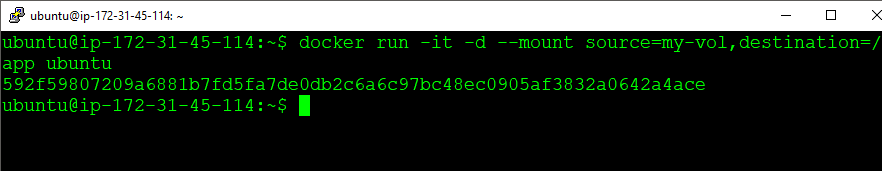 ubuntu@ip-172-31-45-114: ~
ubuntu@ip-172-31-45-114:~$ docker run -it -d --mount source=my-vol,destination=/
app ubuntu
592f59807209a6881b7fd5fa7de0db2c6a6c97bc48ec0905af3832a0642a4ace
ubuntu@ip-172-31-45-114:~$